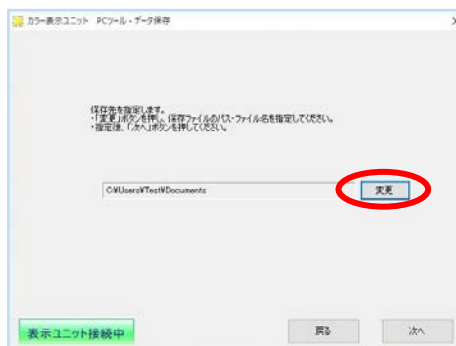 カラー表示ユニット PCツール・データ保存
保存先を指定します。
・「変更」ボタンを押し、保存ファイルのパス・ファイル名を指定してください。
・指定後、「次へ」ボタンを押してください。
C:¥Users¥Test¥Documents
変更
表示ユニット接続中
戻る
次へ